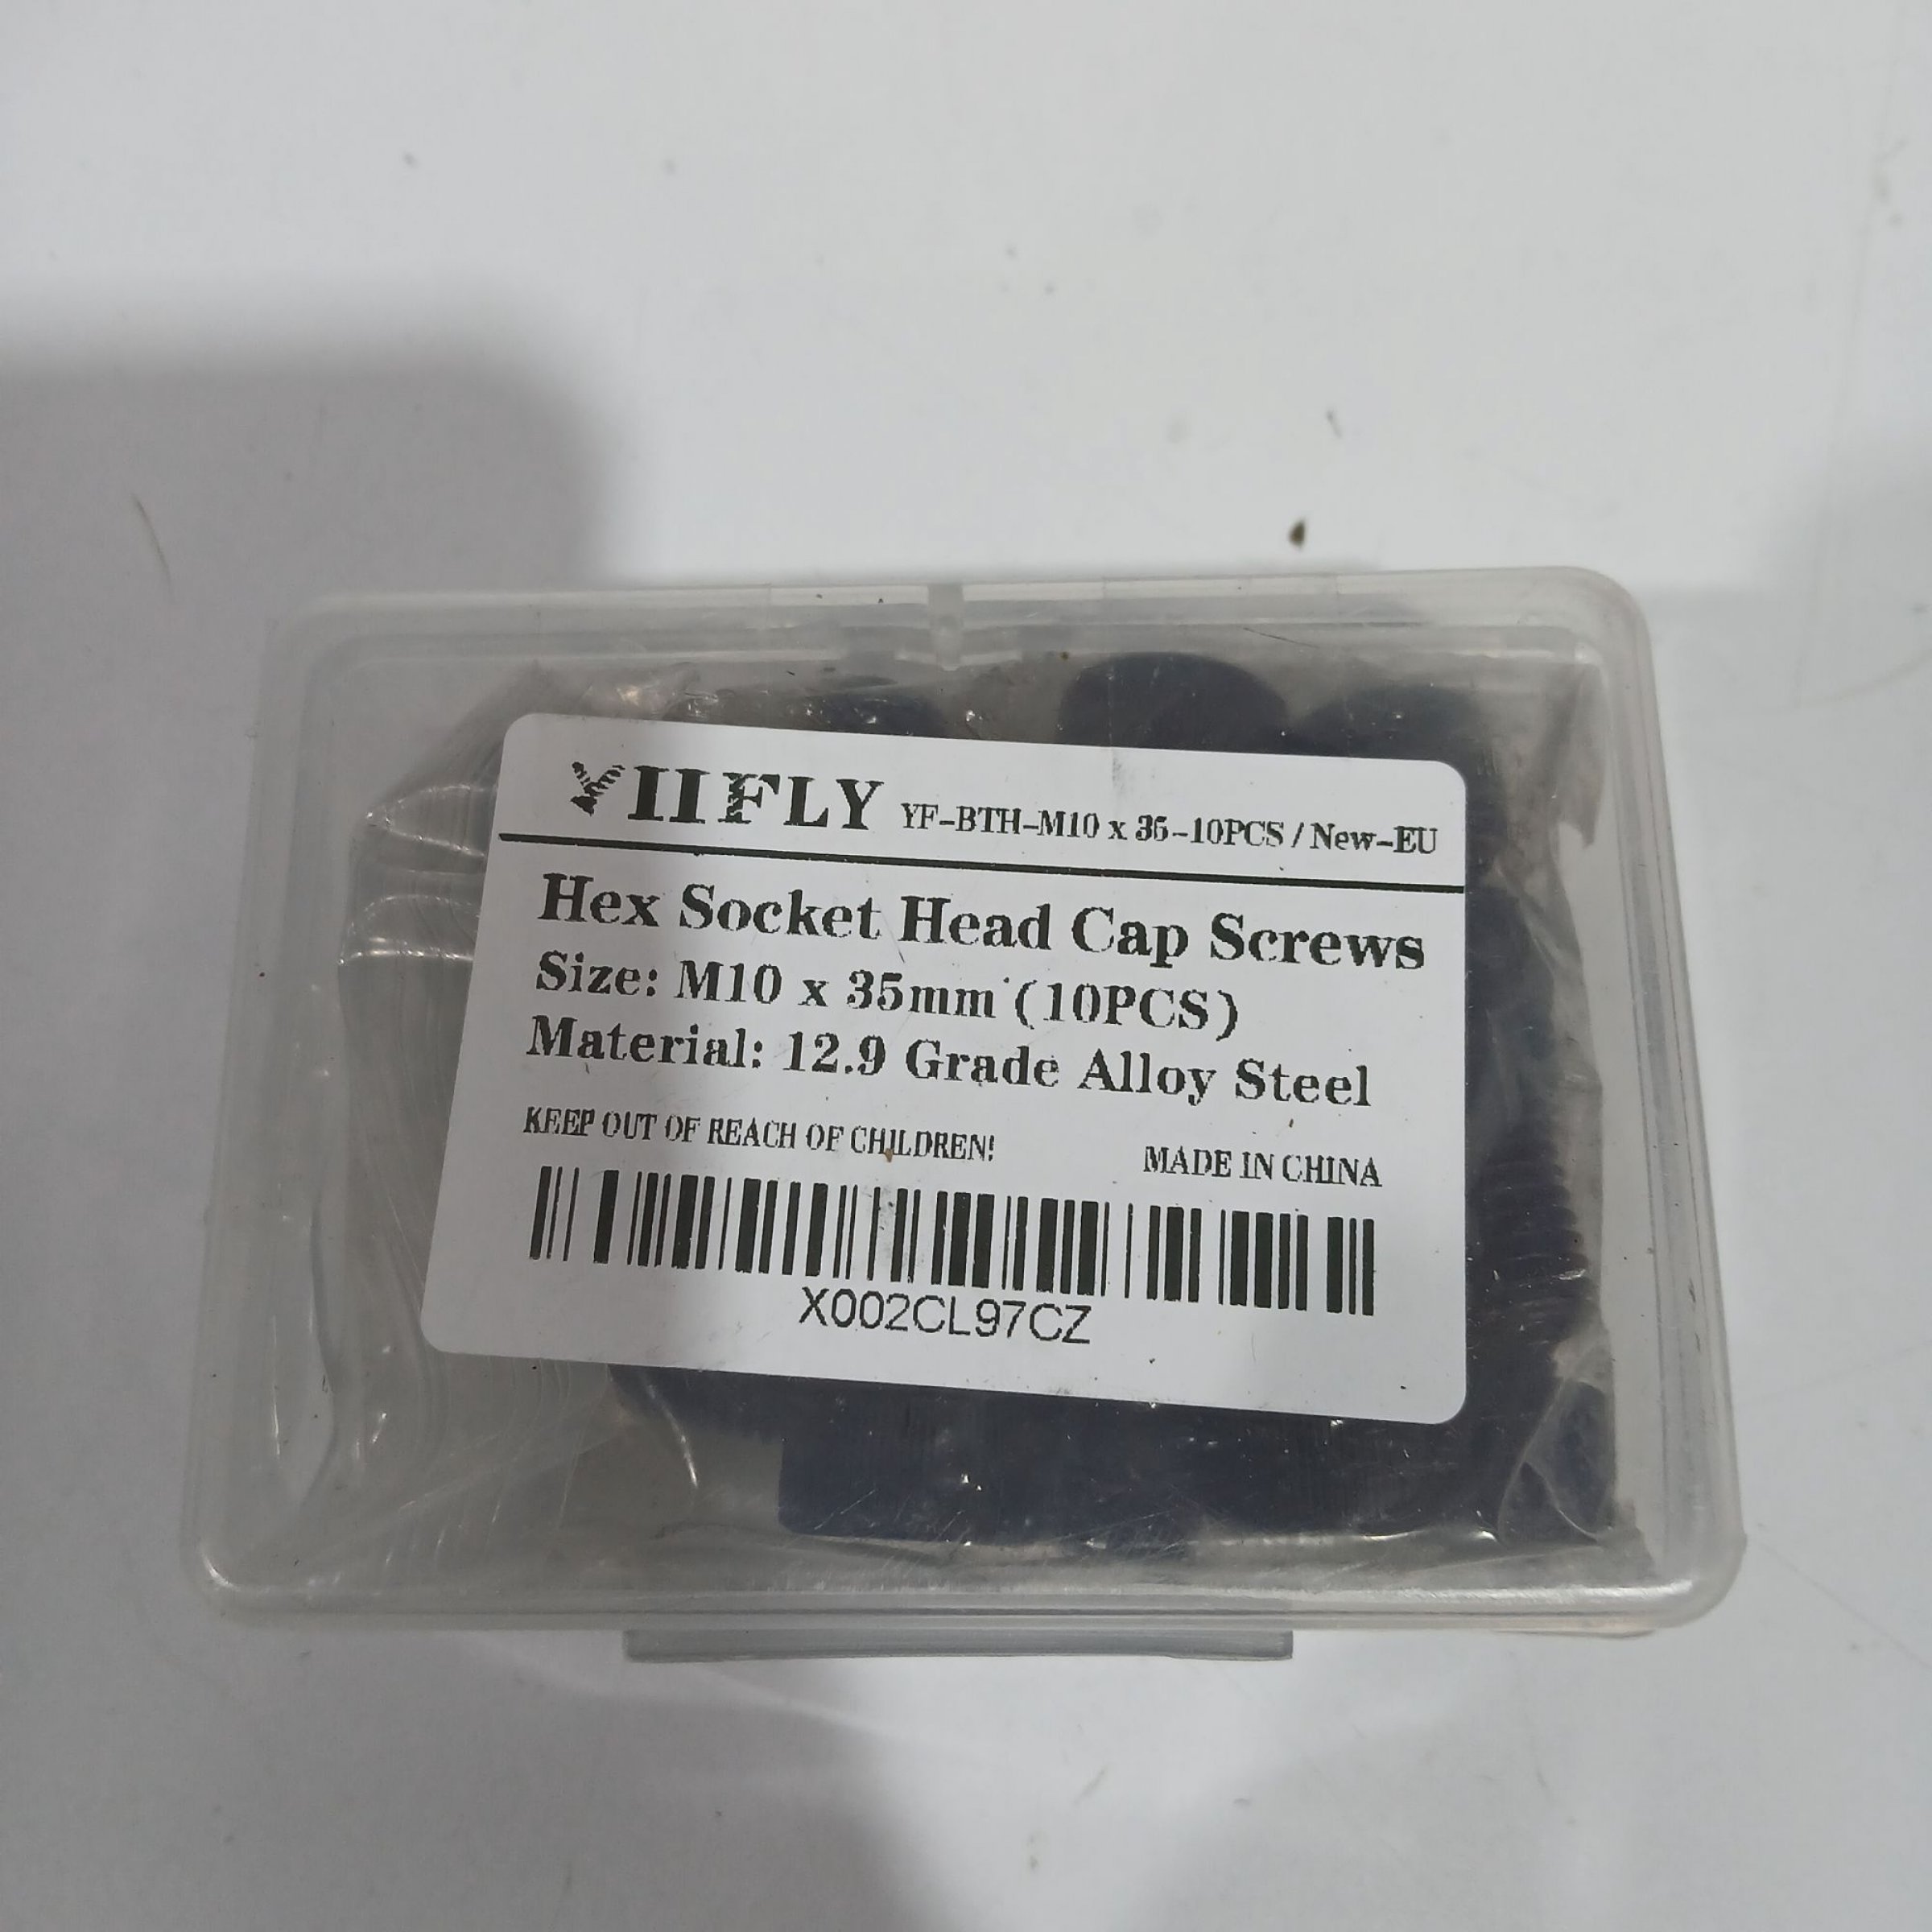 YIIFLY YF-BTH-M10 x 35-10PCS / New-EU
Hex Socket Head Cap Screws
Size: M10 x 35mm (10PCS)
Material: 12.9 Grade Alloy Steel
KEEP OUT OF REACH OF CHILDREN! MADE IN CHINA
X002CL97CZ